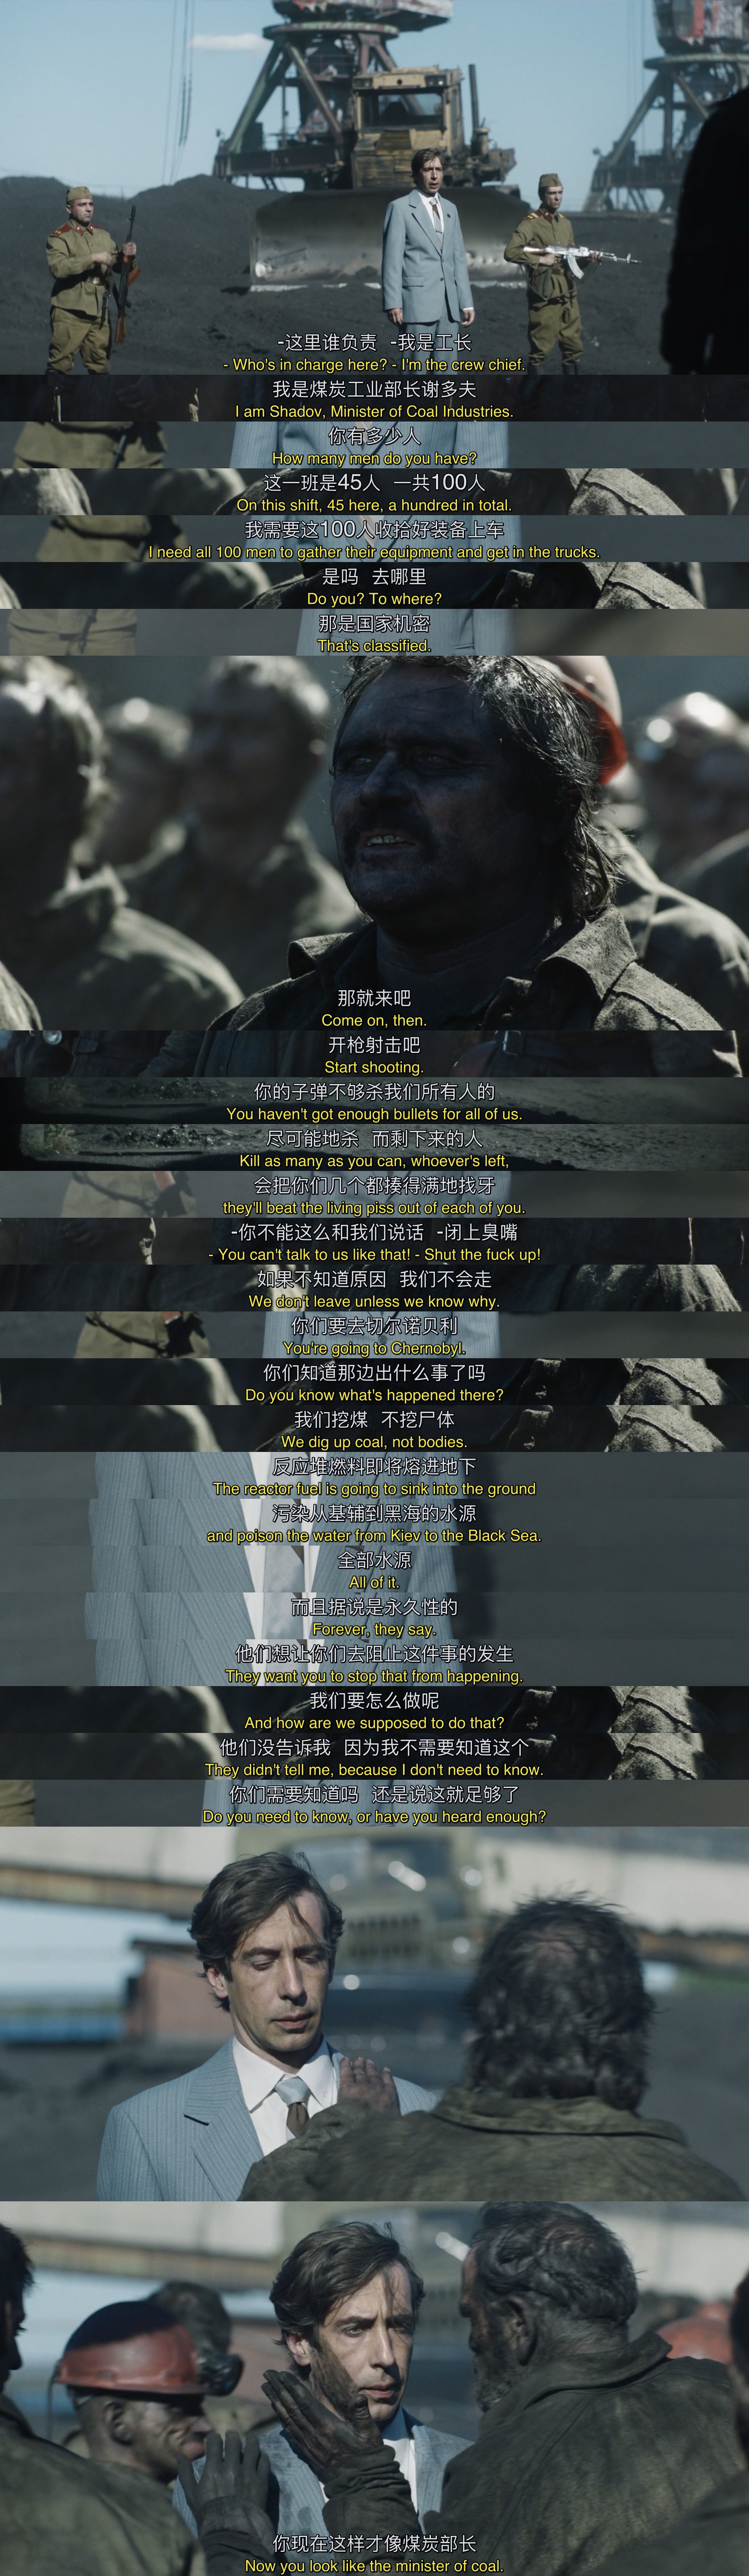 -这里谁负责 -我是工长
- Who's in charge here? - I'm the crew chief.
我是煤炭工业部长谢多夫
I am Shadov, Minister of Coal Industries.
你有多少人
How many men do you have?
这一班是45人 一共100人
On this shift, 45 here, a hundred in total.
我需要这100人收拾好装备上车
I need all 100 men to gather their equipment and get in the trucks.
是吗 去哪里
Do you? To where?
那是国家机密
That's classified.
那就来吧
Come on, then.
开枪射击吧
Start shooting.
你的子弹不够杀我们所有人的
You haven't got enough bullets for all of us.
尽可能地杀 而剩下来的人
Kill as many as you can, whoever's left,
会把你们几个都揍得满地找牙
they'll beat the living piss out of each of you.
-你不能这么和我们说话 -闭上臭嘴
- You can't talk to us like that! - Shut the fuck up!
如果不知道原因 我们不会走
We don't leave unless we know why.
你们要去切尔诺贝利
You're going to Chernobyl.
你们知道那边出什么事了吗
Do you know what's happened there?
我们挖煤 不挖尸体
We dig up coal, not bodies.
反应堆燃料即将熔进地下
The reactor fuel is going to sink into the ground
污染从基辅到黑海的水源
and poison the water from Kiev to the Black Sea.
全部水源
All of it.
而且据说是永久性的
Forever, they say.
他们想让你们去阻止这件事的发生
They want you to stop that from happening.
我们要怎么做呢
And how are we supposed to do that?
他们没告诉我 因为我不需要知道这个
They didn't tell me, because I don't need to know.
你们需要知道吗 还是说这就足够了
Do you need to know, or have you heard enough?
你现在这样才像煤炭部长
Now you look like the minister of coal.